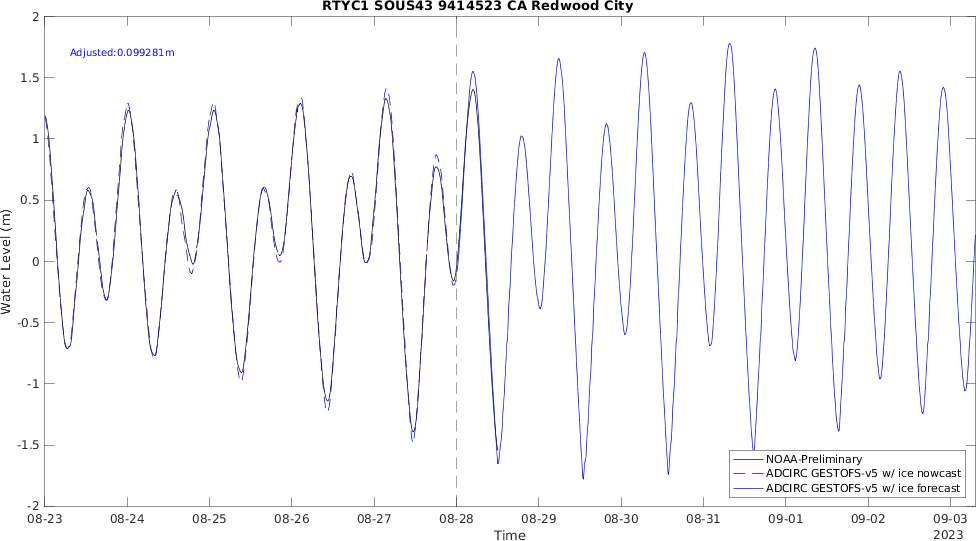 RTYC1 SOUS43 9414523 CA Redwood City
Adjusted:0.099281m
2
1.5
1
0.5
0
-0.5
-1
-1.5
-2
Water Level (m)
NOAA-Preliminary
ADCIRC GESTOFS-v5 w/ ice nowcast
ADCIRC GESTOFS-v5 w/ ice forecast
08-23 08-24 08-25 08-26 08-27 08-28 08-29 08-30 08-31 09-01 09-02 09-03
Time
2023